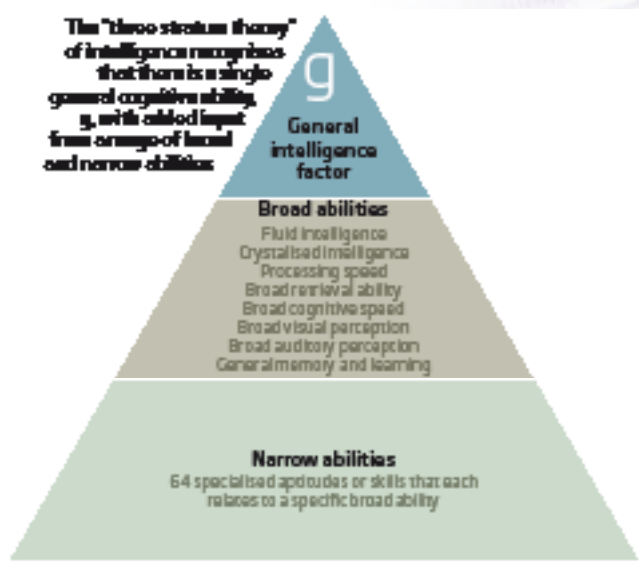 The "three stratum theory"
of intelligence recognises
that there is a single
general cognitive ability,
g, with added input
from a range of broad
and narrow abilities
g
General
intelligence
factor
Broad abilities
Fluid intelligence
Crystalised intelligence
Processing speed
Broad retrieval ability
Broad cognitive speed
Broad visual perception
Broad auditory perception
General memory and learning
Narrow abilities
64 specialised aptitudes or skills that each
relates to a specific broad ability